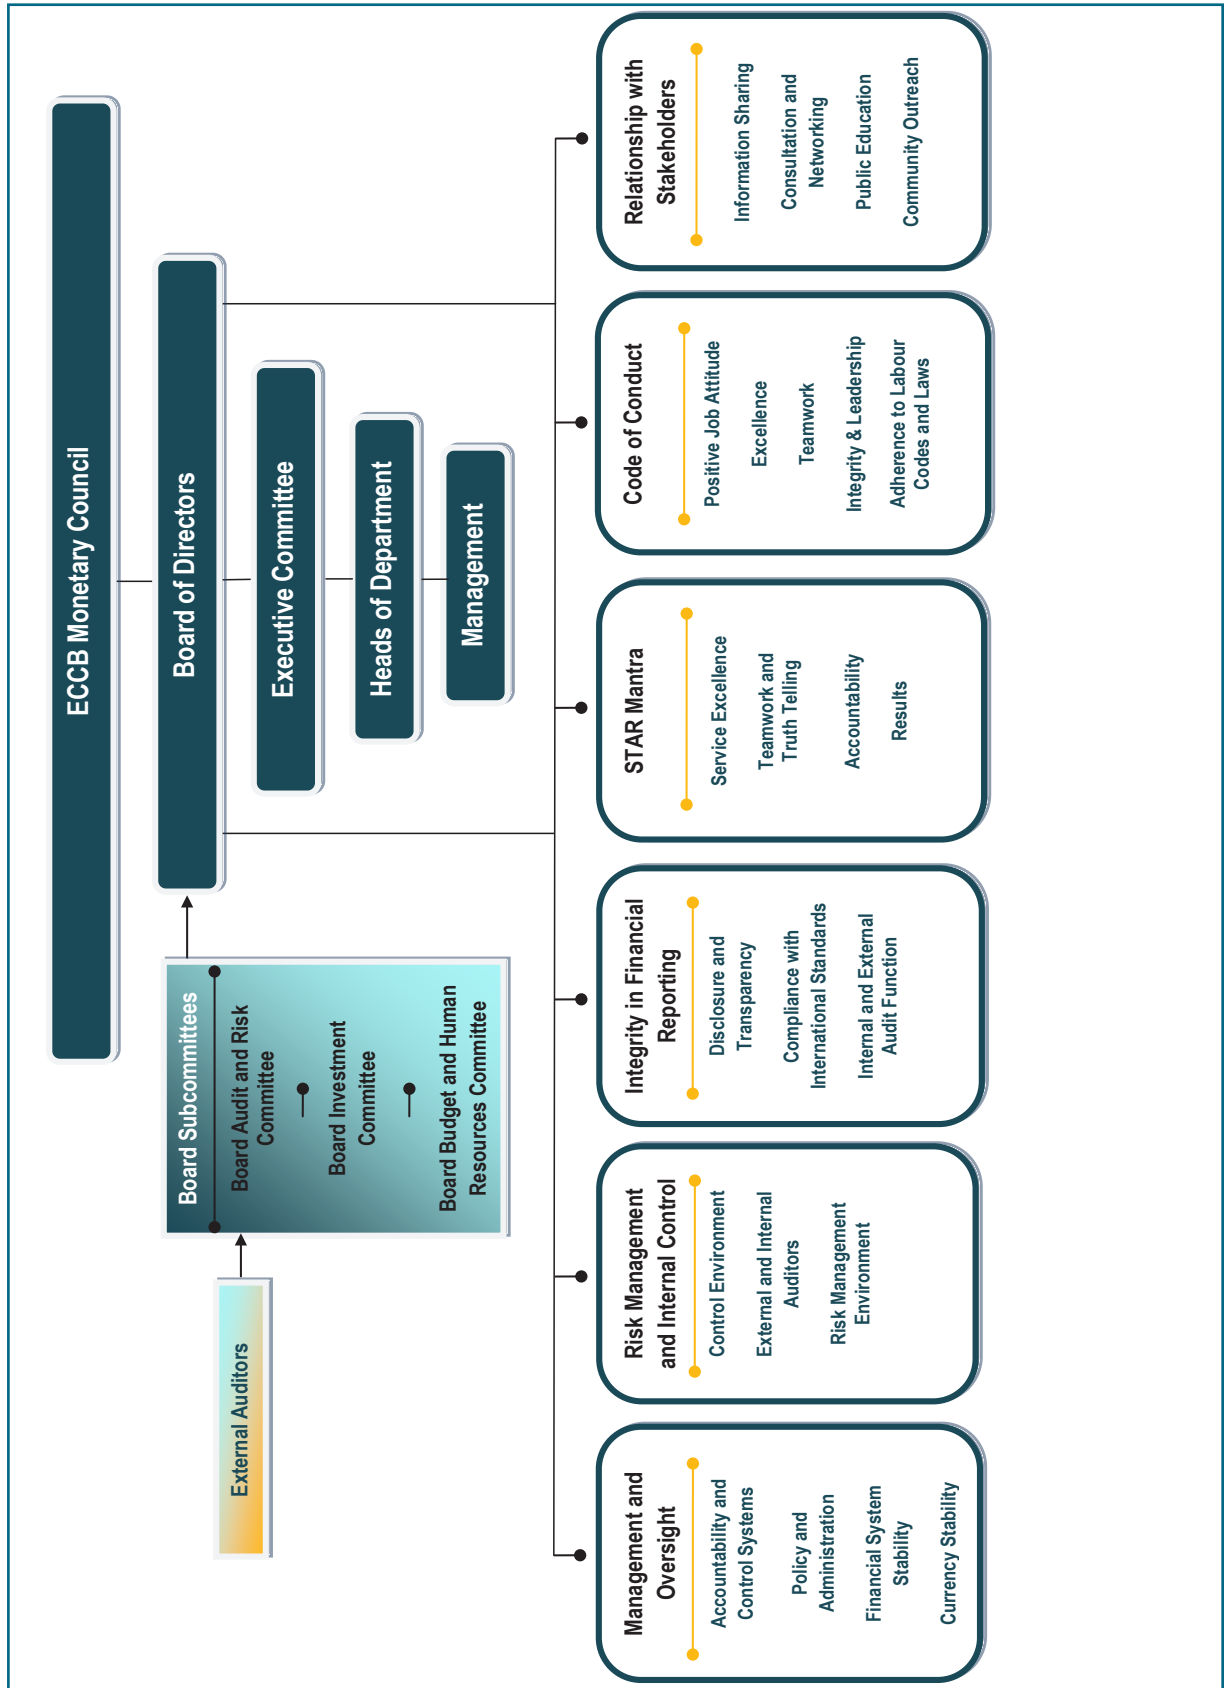 ECCB Monetary Council
Board of Directors
Executive Committee
Heads of Department
Management
External Auditors
Board Subcommittees
Board Audit and Risk
Committee
Board Investment
Committee
Board Budget and Human
Resources Committee
Management and
Oversight
Accountability and
Control Systems
Policy and
Administration
Financial System
Stability
Currency Stability
Risk Management
and Internal Control
Control Environment
External and Internal
Auditors
Risk Management
Environment
Integrity in Financial
Reporting
Disclosure and
Transparency
Compliance with
International Standards
Internal and External
Audit Function
STAR Mantra
Service Excellence
Teamwork and
Truth Telling
Accountability
Results
Code of Conduct
Positive Job Attitude
Excellence
Teamwork
Integrity & Leadership
Adherence to Labour
Codes and Laws
Relationship with
Stakeholders
Information Sharing
Consultation and
Networking
Public Education
Community Outreach